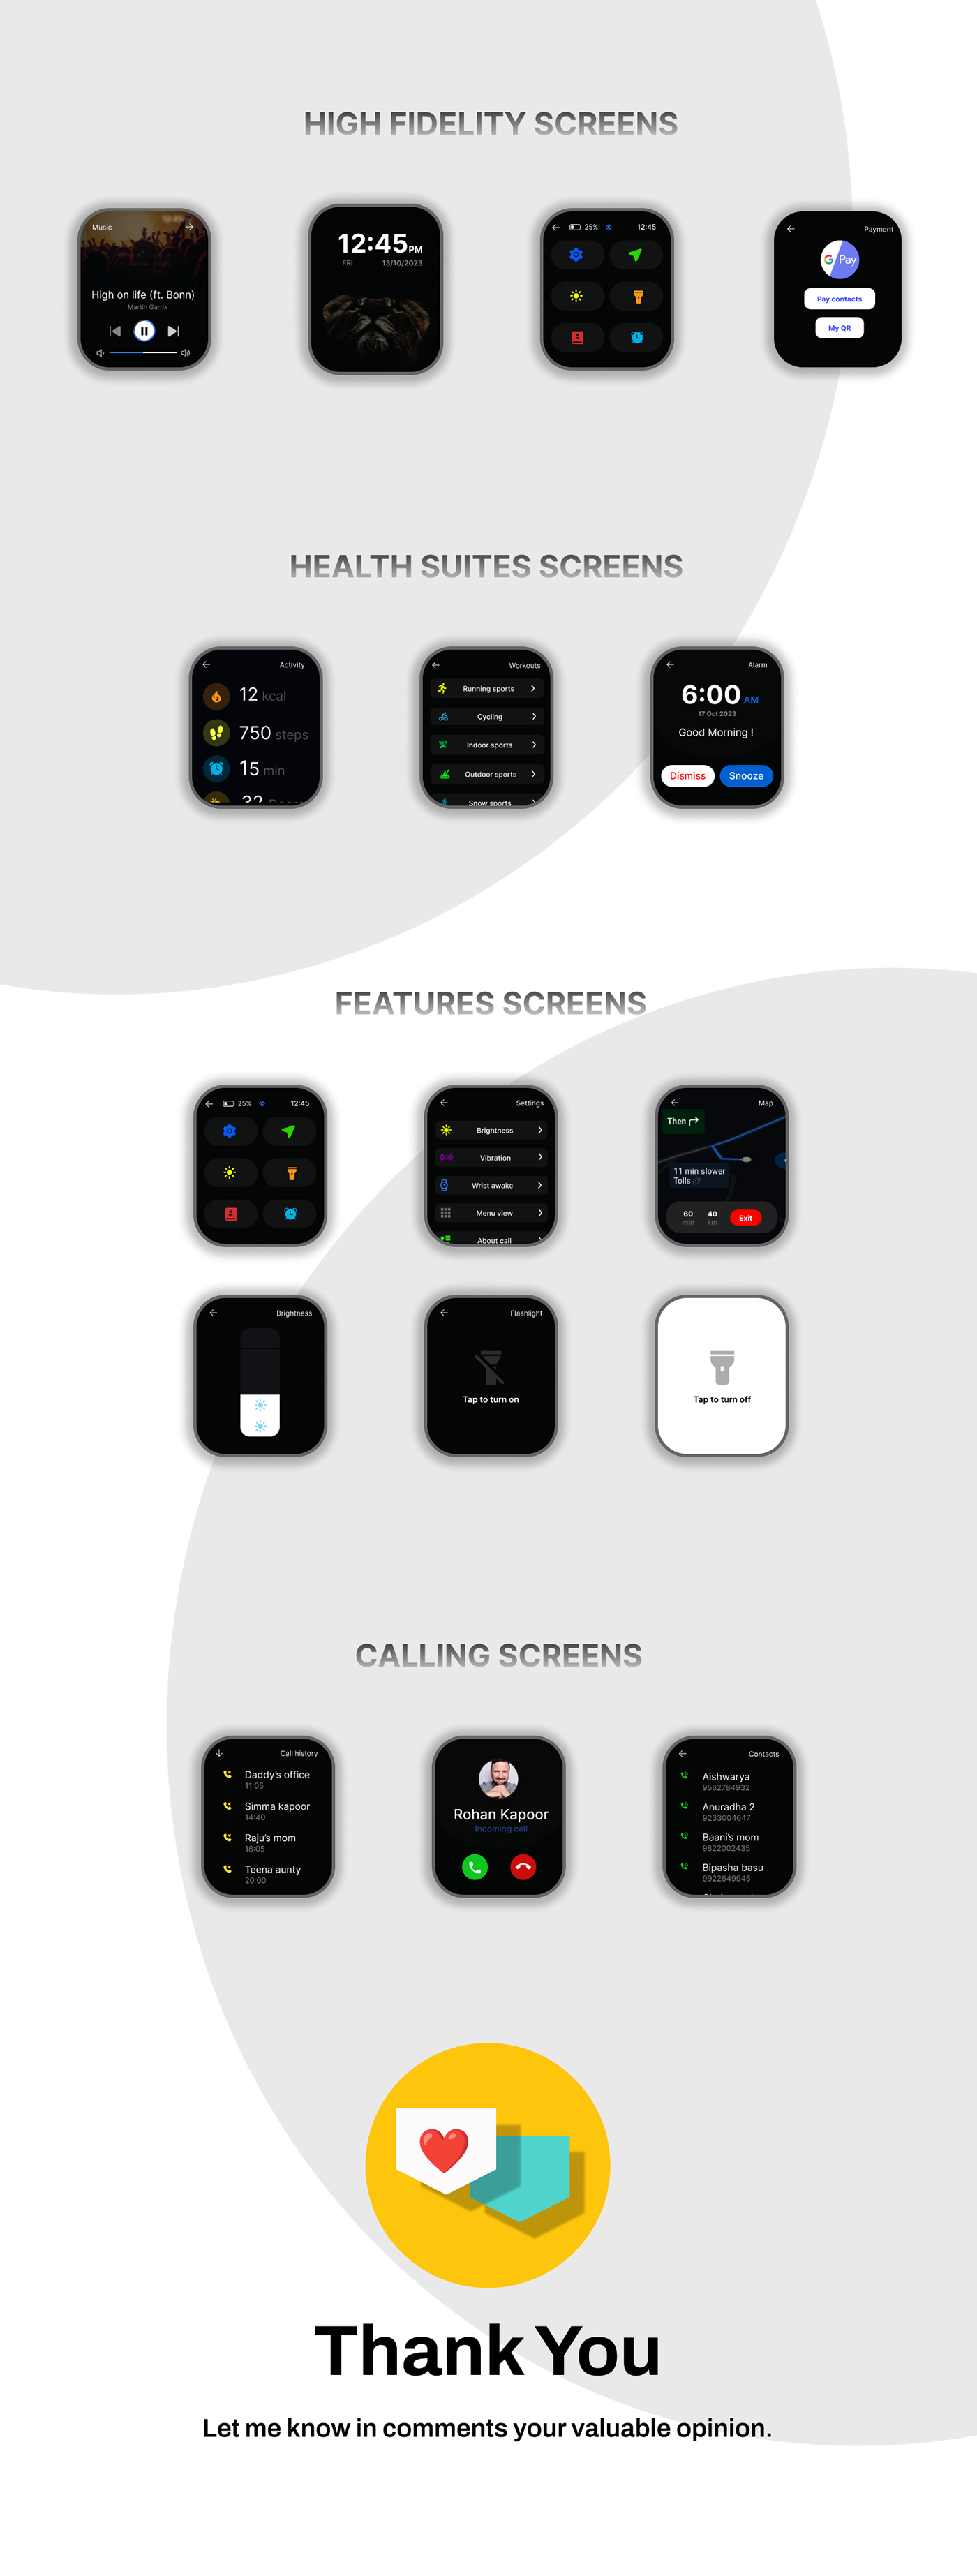 HIGH FIDELITY SCREENS
Music
High on life (ft. Bonn)
Martin Garrix
12:45 PM
FRI 13/10/2023
25% 12:45
Payment
G Pay
Pay contacts
My QR
HEALTH SUITES SCREENS
Activity
12 kcal
750 steps
15 min
32
Workouts
Running sports
Cycling
Indoor sports
Outdoor sports
Snow sports
Alarm
6:00 AM
17 Oct 2023
Good Morning !
Dismiss Snooze
FEATURES SCREENS
25% 12:45
Settings
Brightness
Vibration
Wrist awake
Menu view
About call
Map
Then
11 min slower
Tolls
60 40
min km
Exit
Brightness
Flashlight
Tap to turn on
Tap to turn off
CALLING SCREENS
Call history
Daddy's office
11:05
Simma kapoor
14:40
Raju's mom
18:05
Teena aunty
20:00
Rohan Kapoor
Incoming call
Contacts
Aishwarya
9562784932
Anuradha 2
9233004647
Baani's mom
9822002435
Bipasha basu
9922649945
Thank You
Let me know in comments your valuable opinion.